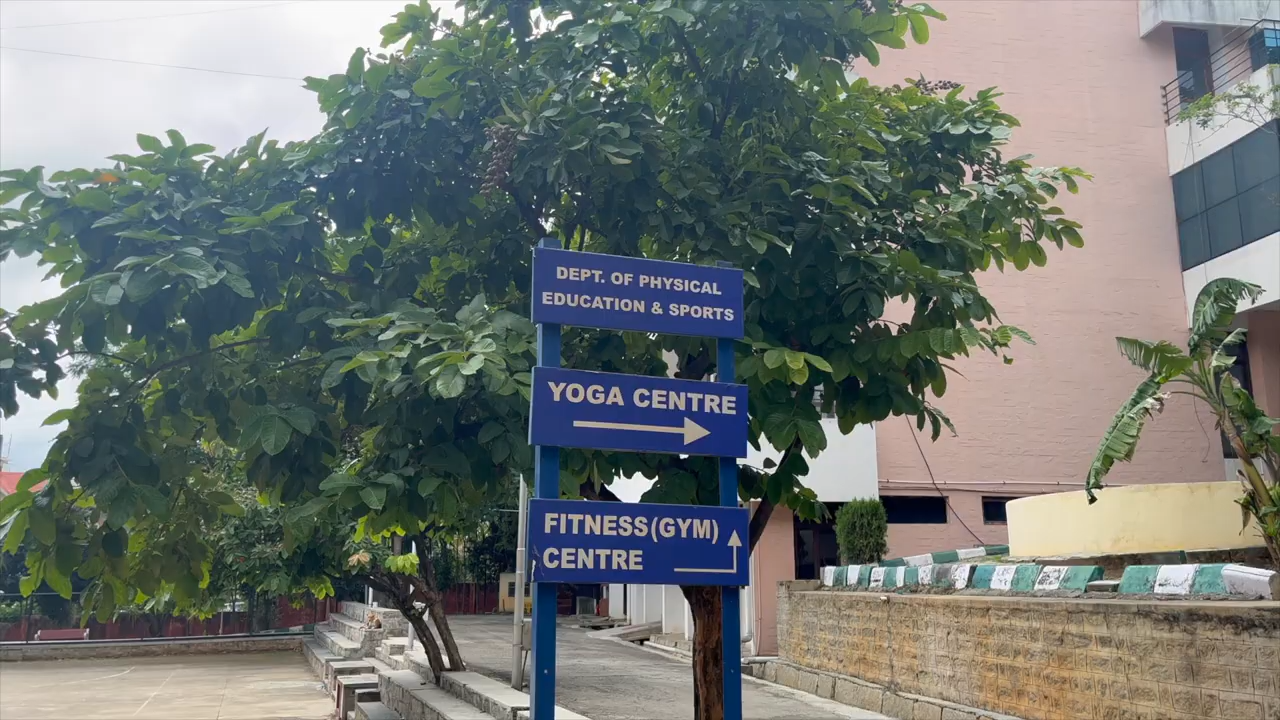 DEPT. OF PHYSICAL
EDUCATION & SPORTS
YOGA CENTRE
FITNESS(GYM)
CENTRE